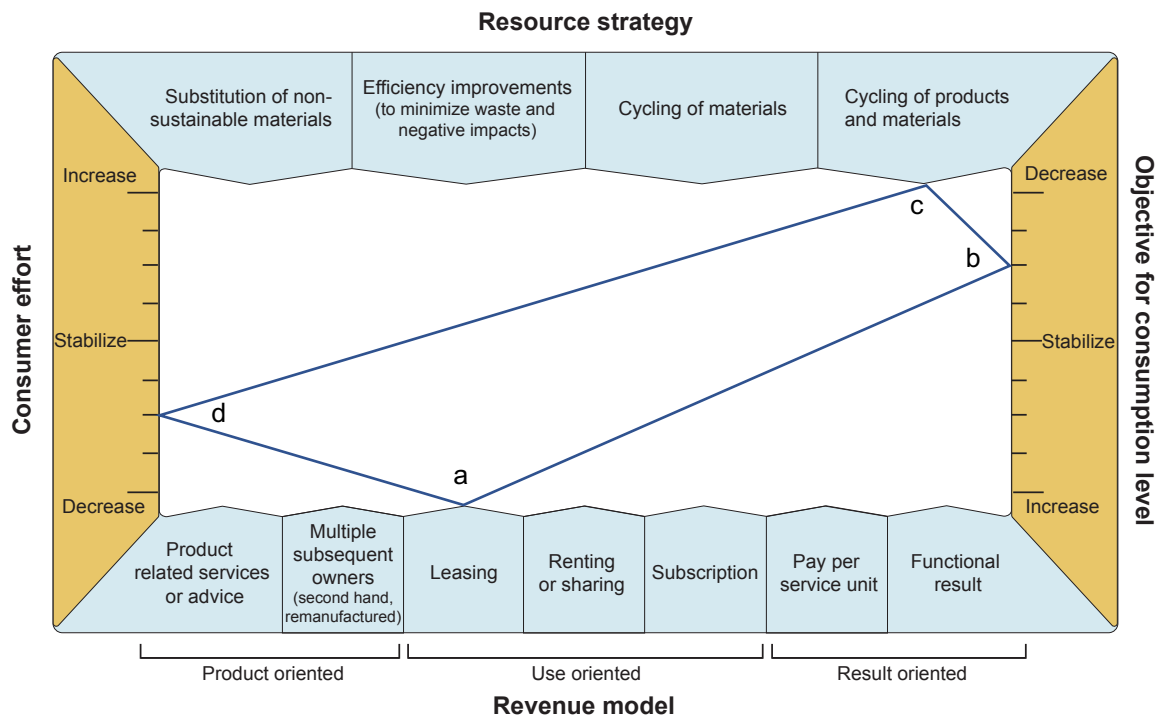 Resource strategy
Substitution of non-
sustainable materials
Efficiency improvements
(to minimize waste and
negative impacts)
Cycling of materials
Cycling of products
and materials
Consumer effort
Increase
Stabilize
Decrease
Objective for consumption level
Decrease
Stabilize
Increase
c
b
d
a
Product
related services
or advice
Multiple
subsequent
owners
(second hand,
remanufactured)
Leasing
Renting
or sharing
Subscription
Pay per
service unit
Functional
result
Product oriented
Use oriented
Result oriented
Revenue model